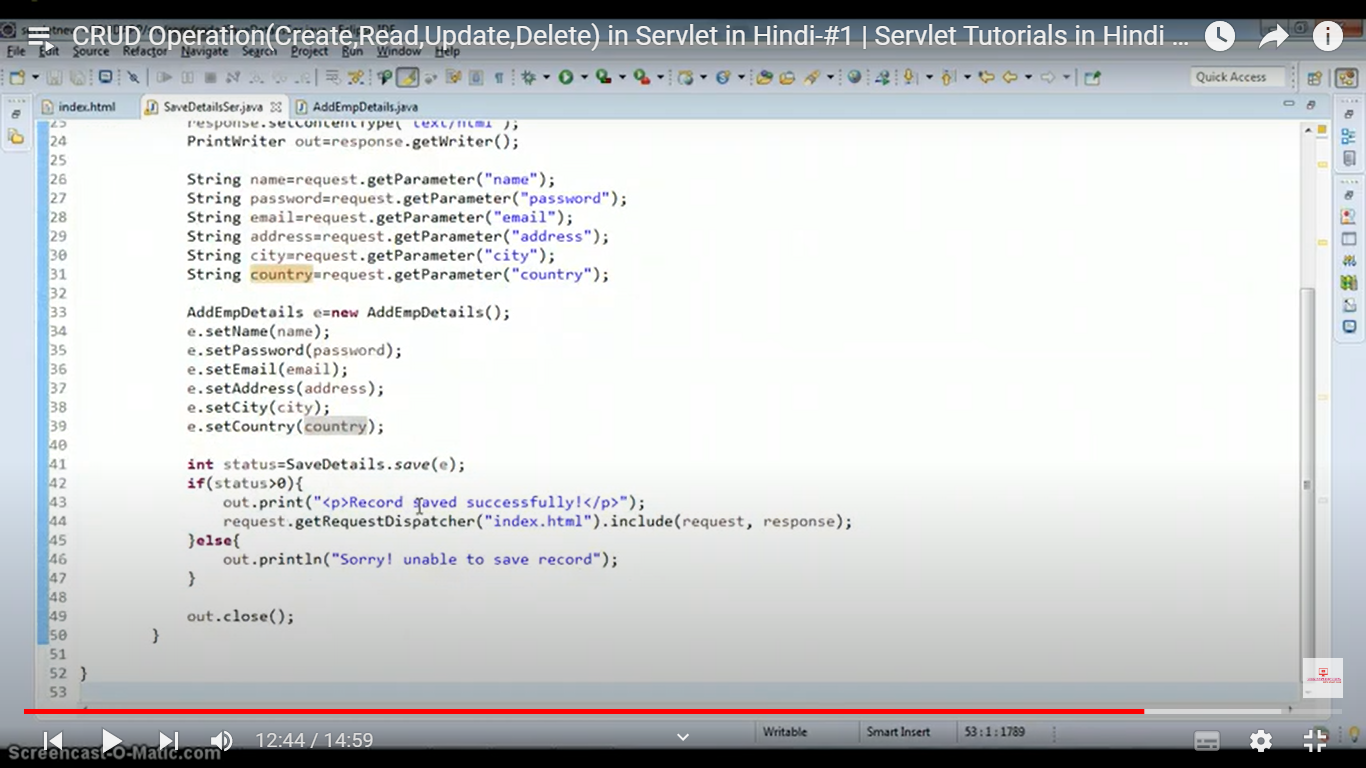 CRUD Operation(Create,Read,Update,Delete) in Servlet in Hindi-#1 | Servlet Tutorials in Hindi ...
File Edit Source Refactor Navigate Search Project Run Window Help
Quick Access
index.html SaveDetailsSer.java AddEmpDetails.java
23 response.setContentType("text/html");
24 PrintWriter out=response.getWriter();
25
26 String name=request.getParameter("name");
27 String password=request.getParameter("password");
28 String email=request.getParameter("email");
29 String address=request.getParameter("address");
30 String city=request.getParameter("city");
31 String country=request.getParameter("country");
32
33 AddEmpDetails e=new AddEmpDetails();
34 e.setName(name);
35 e.setPassword(password);
36 e.setEmail(email);
37 e.setAddress(address);
38 e.setCity(city);
39 e.setCountry(country);
40
41 int status=SaveDetails.save(e);
42 if(status>0){
43 out.print("<p>Record saved successfully!</p>");
44 request.getRequestDispatcher("index.html").include(request, response);
45 }else{
46 out.println("Sorry! unable to save record");
47 }
48
49 out.close();
50 }
51
52 }
53
Writable Smart Insert 53 : 1 : 1789
12:44 / 14:59
Screencast-O-Matic.com